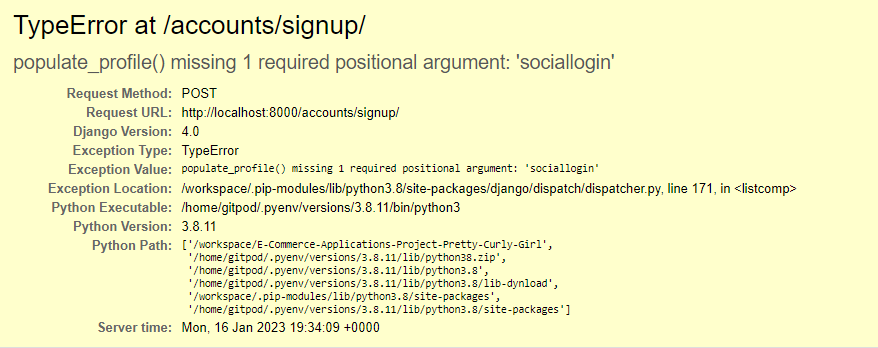 TypeError at /accounts/signup/
populate_profile() missing 1 required positional argument: 'sociallogin'
Request Method: POST
Request URL: http://localhost:8000/accounts/signup/
Django Version: 4.0
Exception Type: TypeError
Exception Value: populate_profile() missing 1 required positional argument: 'sociallogin'
Exception Location: /workspace/.pip-modules/lib/python3.8/site-packages/django/dispatch/dispatcher.py, line 171, in <listcomp>
Python Executable: /home/gitpod/.pyenv/versions/3.8.11/bin/python3
Python Version: 3.8.11
Python Path: ['/workspace/E-Commerce-Applications-Project-Pretty-Curly-Girl',
'/home/gitpod/.pyenv/versions/3.8.11/lib/python38.zip',
'/home/gitpod/.pyenv/versions/3.8.11/lib/python3.8',
'/home/gitpod/.pyenv/versions/3.8.11/lib/python3.8/lib-dynload',
'/workspace/.pip-modules/lib/python3.8/site-packages',
'/home/gitpod/.pyenv/versions/3.8.11/lib/python3.8/site-packages']
Server time: Mon, 16 Jan 2023 19:34:09 +0000